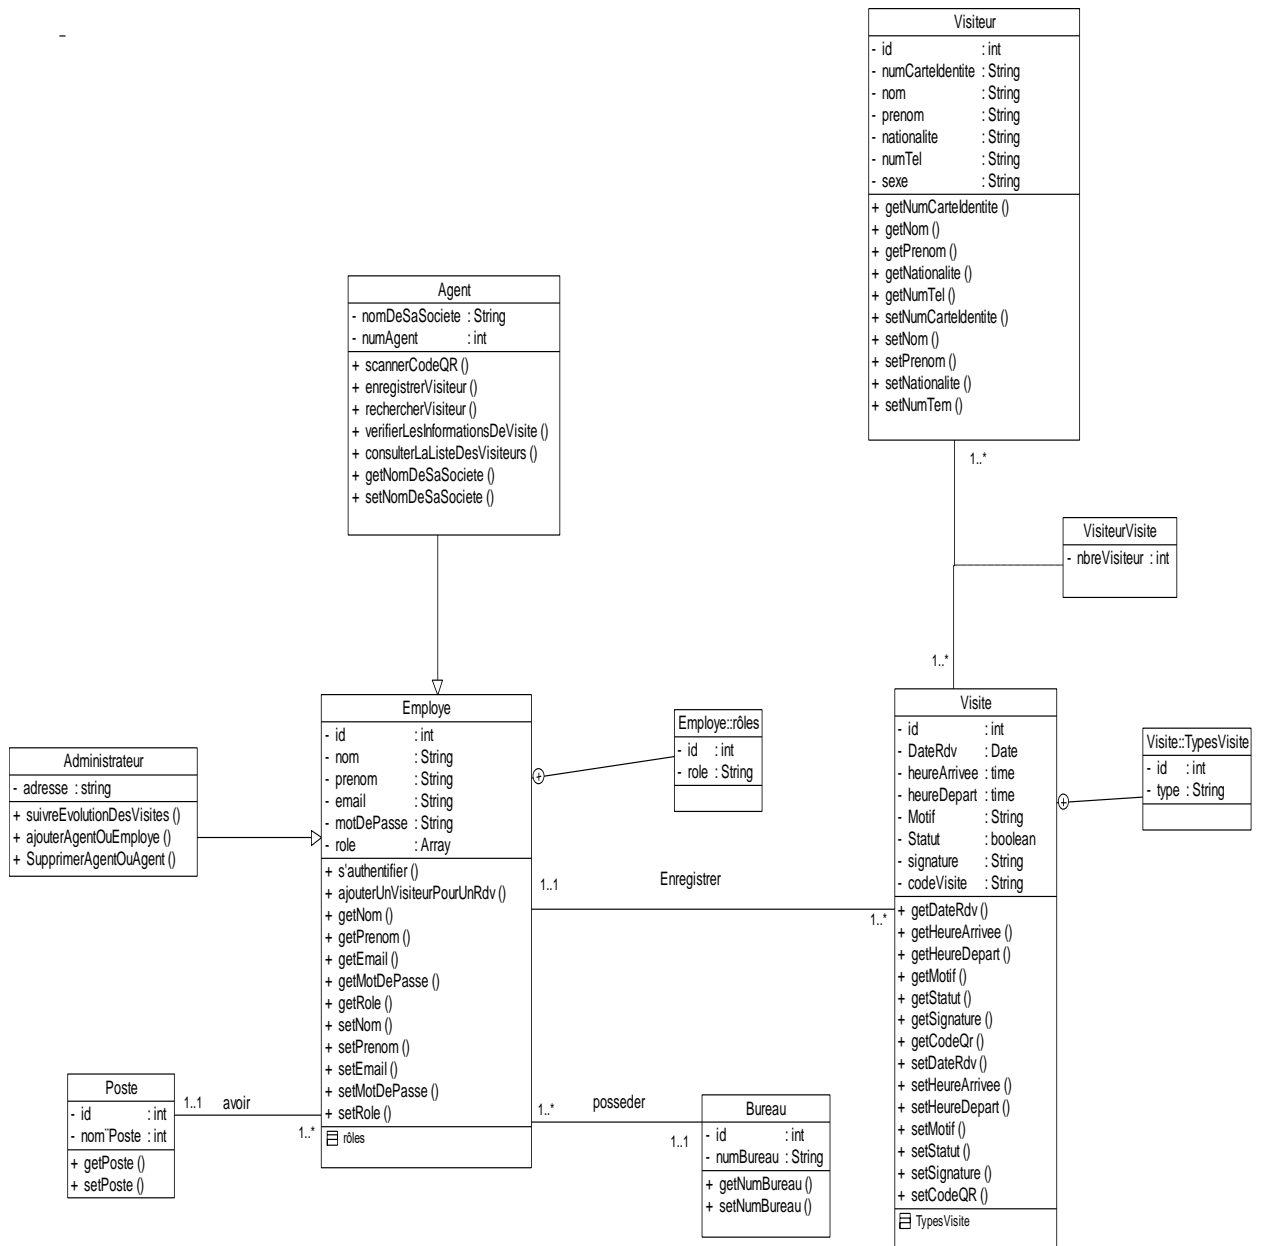 Visiteur
- id : int
- numCarteIdentite : String
- nom : String
- prenom : String
- nationalite : String
- numTel : String
- sexe : String
+ getNumCarteIdentite ()
+ getNom ()
+ getPrenom ()
+ getNationalite ()
+ getNumTel ()
+ setNumCarteIdentite ()
+ setNom ()
+ setPrenom ()
+ setNationalite ()
+ setNumTem ()
Agent
- nomDeSaSociete : String
- numAgent : int
+ scannerCodeQR ()
+ enregistrerVisiteur ()
+ rechercherVisiteur ()
+ verifierLesInformationsDeVisite ()
+ consulterLaListeDesVisiteurs ()
+ getNomDeSaSociete ()
+ setNomDeSaSociete ()
1..*
VisiteurVisite
- nbreVisiteur : int
1..*
Employe
- id : int
- nom : String
- prenom : String
- email : String
- motDePasse : String
- role : Array
+ s'authentifier ()
+ ajouterUnVisiteurPourUnRdv ()
+ getNom ()
+ getPrenom ()
+ getEmail ()
+ getMotDePasse ()
+ getRole ()
+ setNom ()
+ setPrenom ()
+ setEmail ()
+ setMotDePasse ()
+ setRole ()
rôles
Employe::rôles
- id : int
- role : String
Visite
- id : int
- DateRdv : Date
- heureArrivee : time
- heureDepart : time
- Motif : String
- Statut : boolean
- signature : String
- codeVisite : String
+ getDateRdv ()
+ getHeureArrivee ()
+ getHeureDepart ()
+ getMotif ()
+ getStatut ()
+ getSignature ()
+ getCodeQr ()
+ setDateRdv ()
+ setHeureArrivee ()
+ setHeureDepart ()
+ setMotif ()
+ setStatut ()
+ setSignature ()
+ setCodeQR ()
TypesVisite
Visite::TypesVisite
- id : int
- type : String
Administrateur
- adresse : string
+ suivreEvolutionDesVisites ()
+ ajouterAgentOuEmploye ()
+ SupprimerAgentOuAgent ()
1..1
Enregistrer
1..*
Poste
- id : int
- nom¨Poste : int
+ getPoste ()
+ setPoste ()
1..1
avoir
1..*
1..*
posseder
1..1
Bureau
- id : int
- numBureau : String
+ getNumBureau ()
+ setNumBureau ()